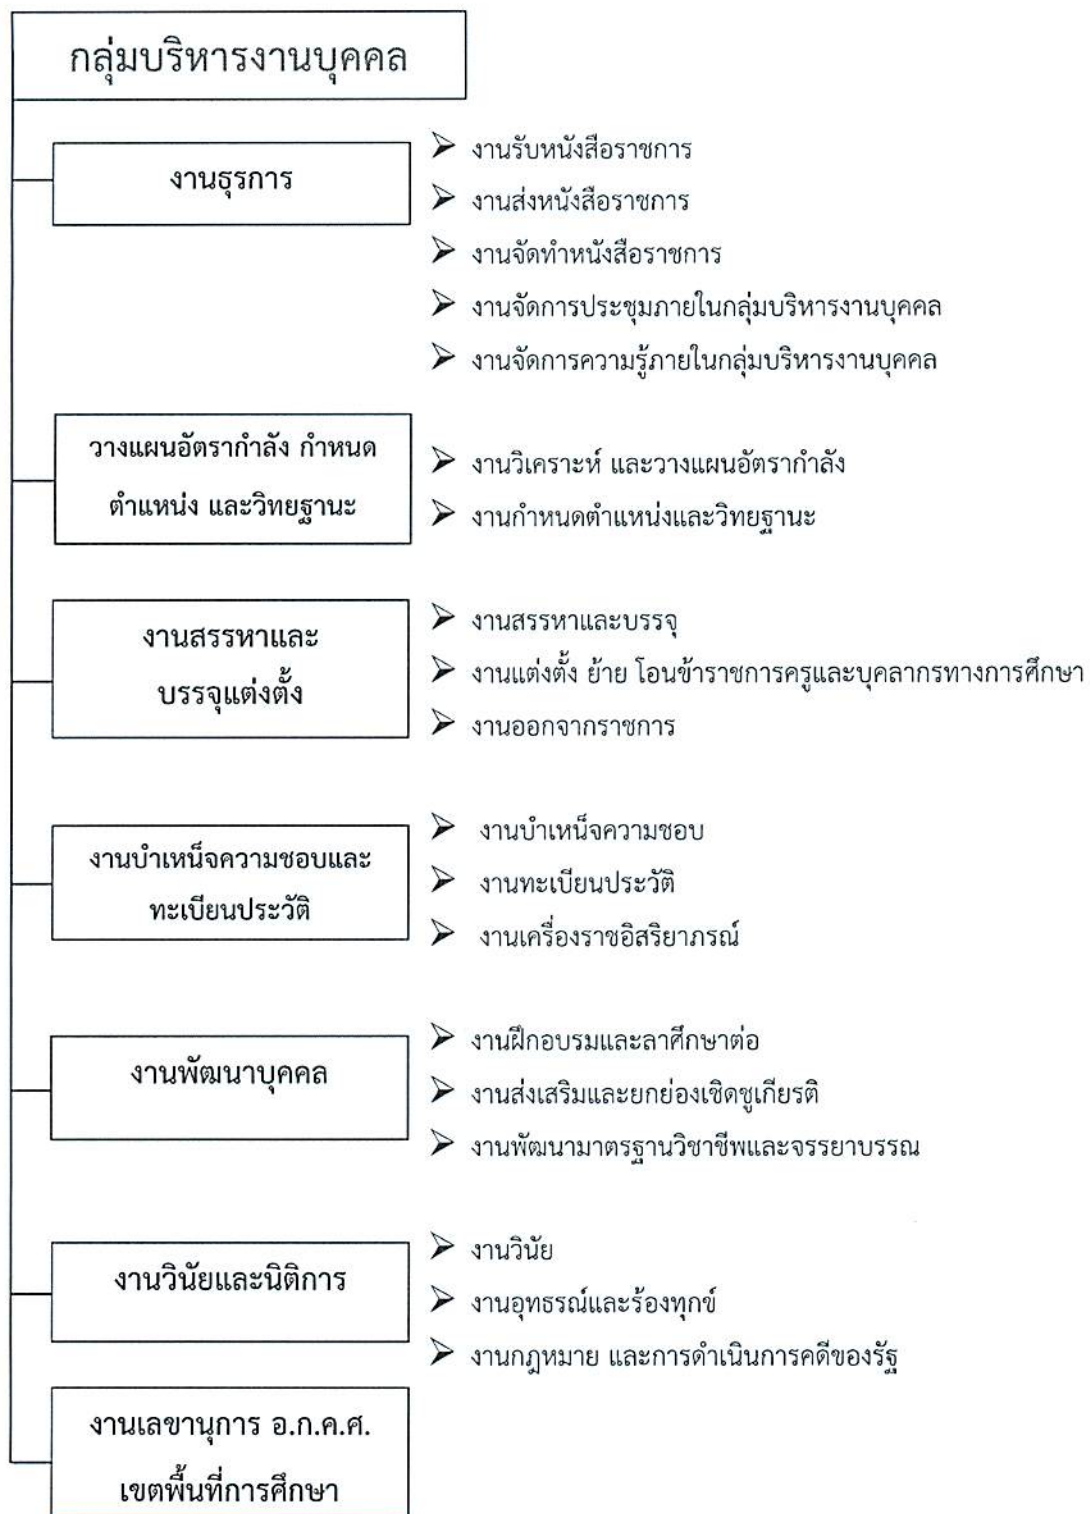 กลุ่มบริหารงานบุคคล
งานธุรการ
➢ งานรับหนังสือราชการ
➢ งานส่งหนังสือราชการ
➢ งานจัดทำหนังสือราชการ
➢ งานจัดการประชุมภายในกลุ่มบริหารงานบุคคล
➢ งานจัดการความรู้ภายในกลุ่มบริหารงานบุคคล
วางแผนอัตรากำลัง กำหนด
ตำแหน่ง และวิทยฐานะ
➢ งานวิเคราะห์ และวางแผนอัตรากำลัง
➢ งานกำหนดตำแหน่งและวิทยฐานะ
งานสรรหาและ
บรรจุแต่งตั้ง
➢ งานสรรหาและบรรจุ
➢ งานแต่งตั้ง ย้าย โอนข้าราชการครูและบุคลากรทางการศึกษา
➢ งานออกจากราชการ
งานบำเหน็จความชอบและ
ทะเบียนประวัติ
➢ งานบำเหน็จความชอบ
➢ งานทะเบียนประวัติ
➢ งานเครื่องราชอิสริยาภรณ์
งานพัฒนาบุคคล
➢ งานฝึกอบรมและลาศึกษาต่อ
➢ งานส่งเสริมและยกย่องเชิดชูเกียรติ
➢ งานพัฒนามาตรฐานวิชาชีพและจรรยาบรรณ
งานวินัยและนิติการ
➢ งานวินัย
➢ งานอุทธรณ์และร้องทุกข์
➢ งานกฎหมาย และการดำเนินการคดีของรัฐ
งานเลขานุการ อ.ก.ค.ศ.
เขตพื้นที่การศึกษา